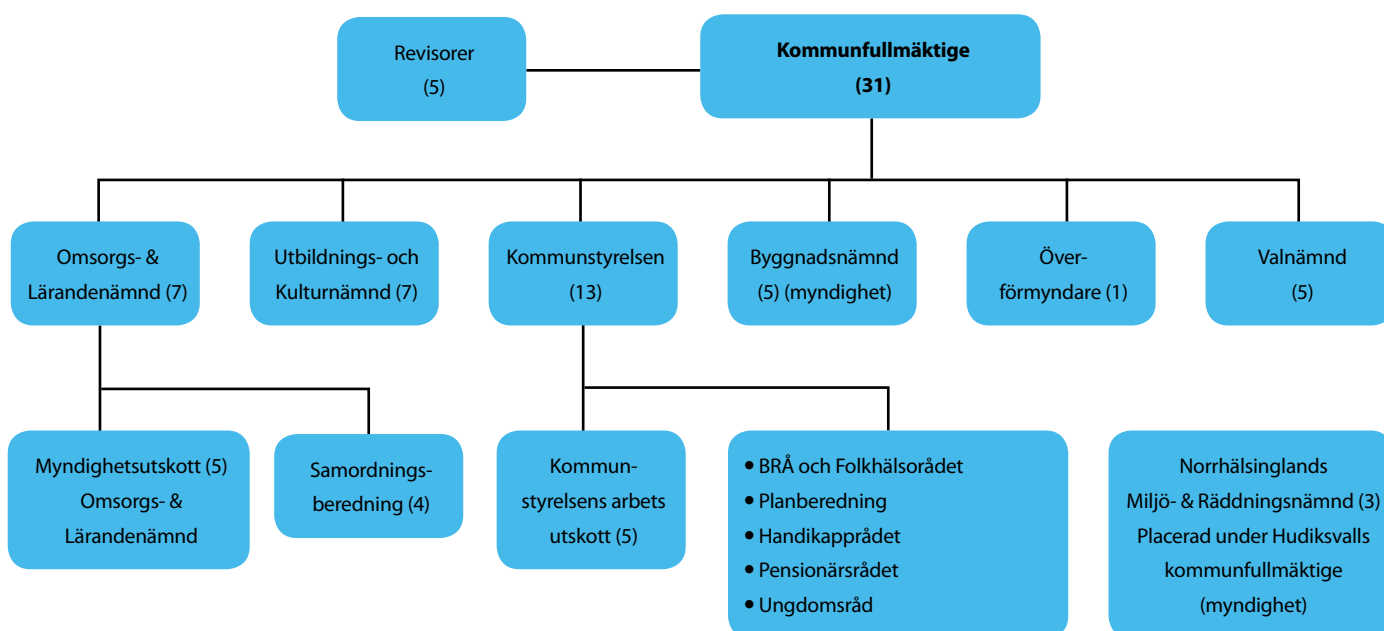 Revisorer
(5)
Kommunfullmäktige
(31)
Omsorgs- &
Lärandenämnd (7)
Utbildnings- och
Kulturnämnd (7)
Kommunstyrelsen
(13)
Byggnadsnämnd
(5) (myndighet)
Över-
förmyndare (1)
Valnämnd
(5)
Myndighetsutskott (5)
Omsorgs- &
Lärandenämnd
Samordnings-
beredning (4)
Kommun-
styrelsens arbets
utskott (5)
• BRÅ och Folkhälsorådet
• Planberedning
• Handikapprådet
• Pensionärsrådet
• Ungdomsråd
Norrhälsinglands
Miljö- & Räddningsnämnd (3)
Placerad under Hudiksvalls
kommunfullmäktige
(myndighet)